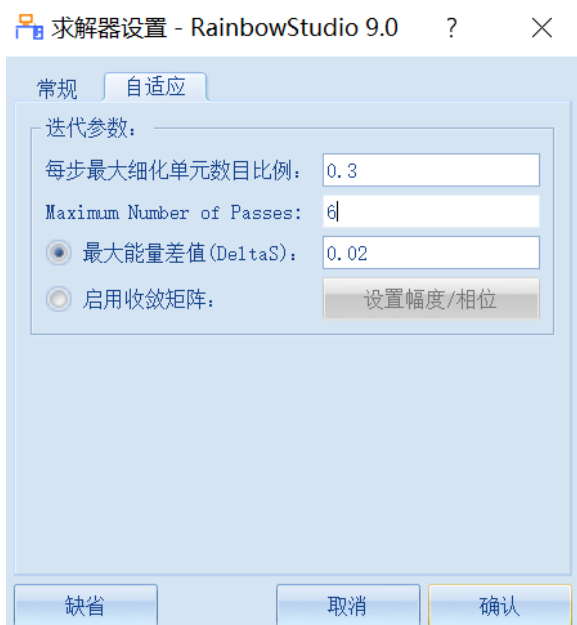 求解器设置 - RainbowStudio 9.0 ?
常规 自适应
迭代参数:
每步最大细化单元数目比例: 0.3
Maximum Number of Passes: 6
最大能量差值(DeltaS): 0.02
启用收敛矩阵: 设置幅度/相位
缺省 取消 确认